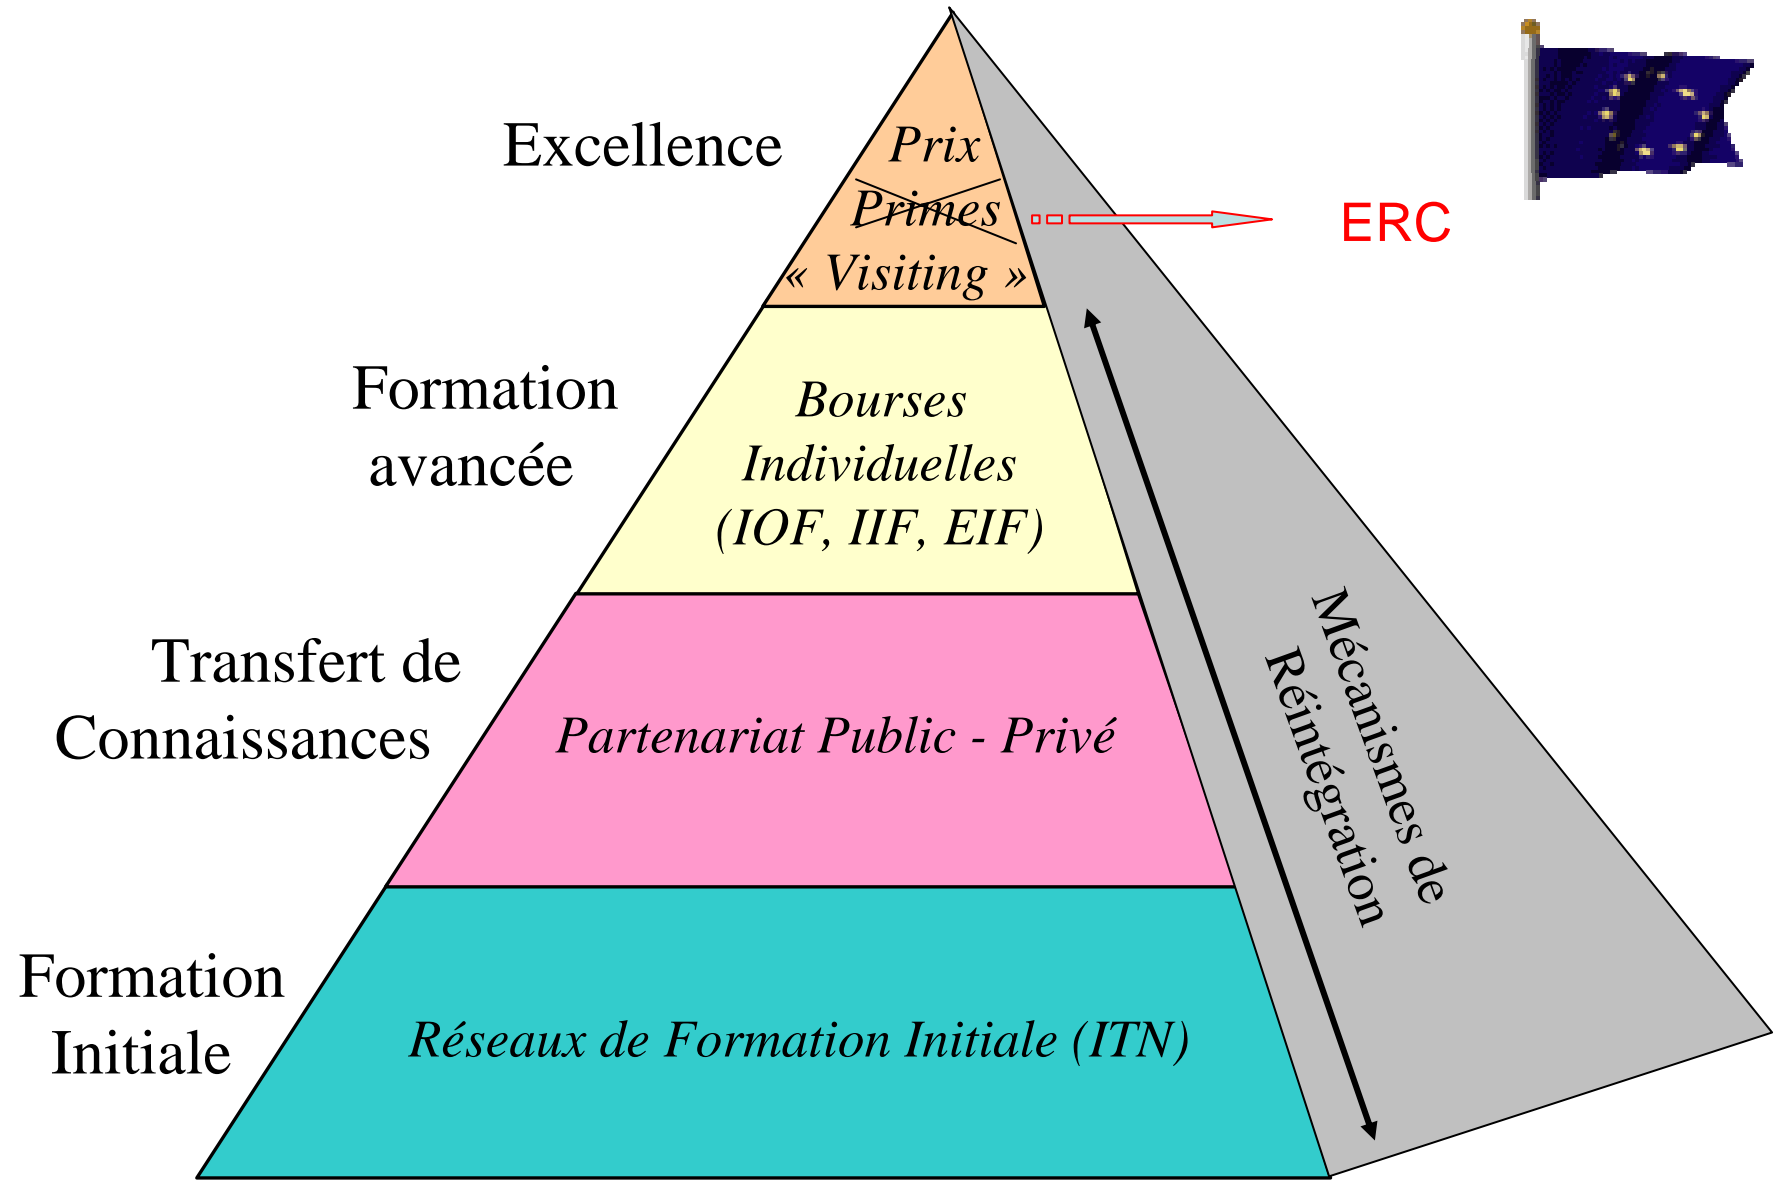 Excellence
Prix
Primes
« Visiting »
ERC
Formation
avancée
Bourses
Individuelles
(IOF, IIF, EIF)
Transfert de
Connaissances
Partenariat Public - Privé
Mécanismes de
Réintégration
Formation
Initiale
Réseaux de Formation Initiale (ITN)